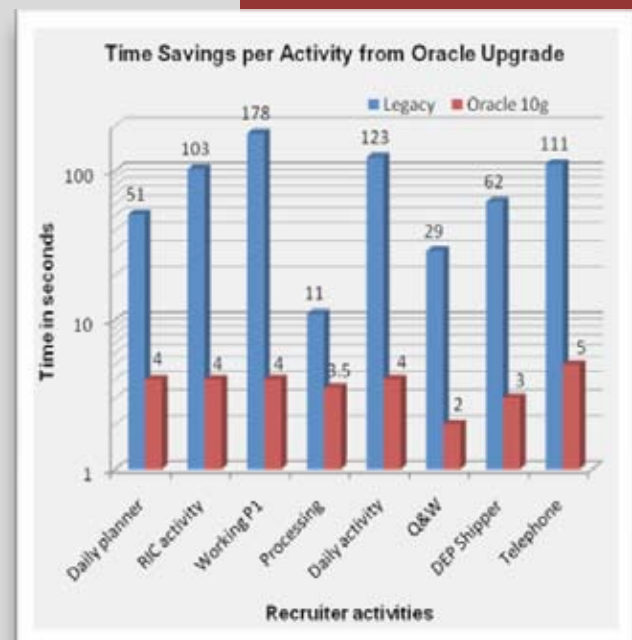 Time Savings per Activity from Oracle Upgrade
Legacy Oracle 10g
178
123
111
103
100
62
51
29
11
10
4
4
4
3.5
4
2
3
5
1
Time in seconds
Daily planner
RIC activity
Working P1
Processing
Daily activity
Q&W
DEP Shipper
Telephone
Recruiter activities